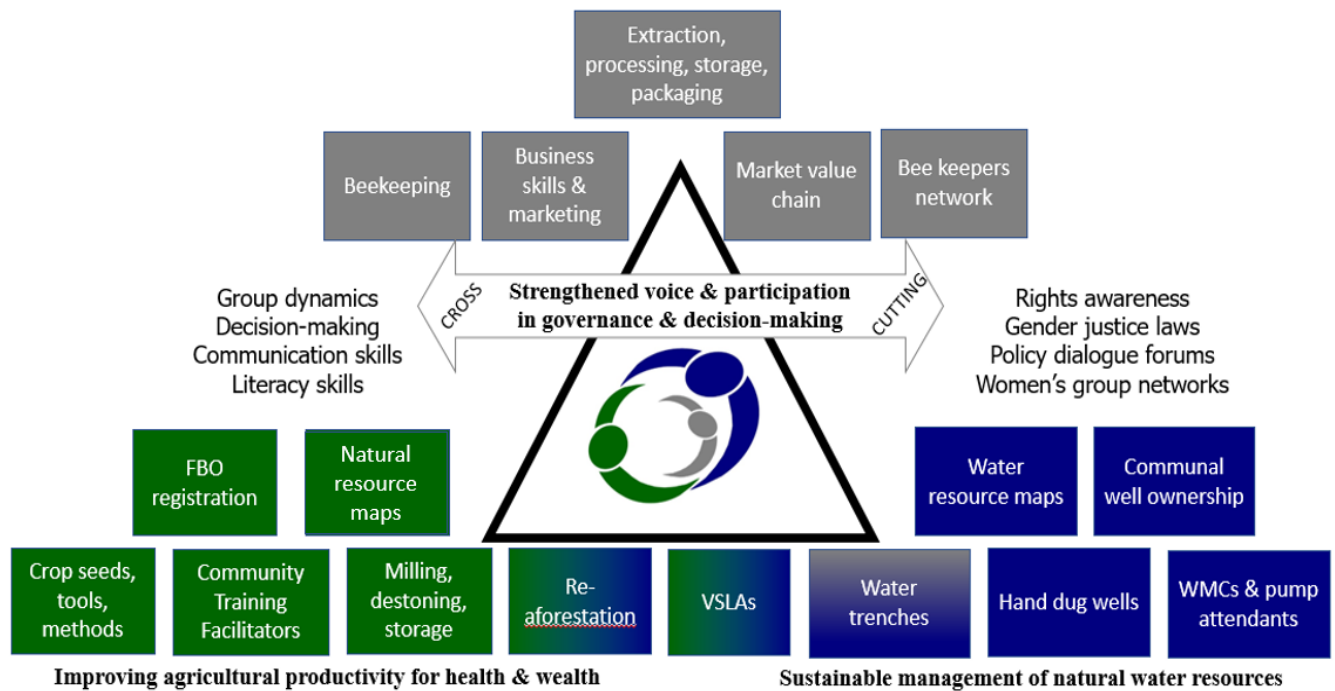 Extraction,
processing, storage,
packaging
Beekeeping
Business
skills &
marketing
Market value
chain
Bee keepers
network
CROSS
Strengthened voice & participation
in governance & decision-making
CUTTING
Group dynamics
Decision-making
Communication skills
Literacy skills
Rights awareness
Gender justice laws
Policy dialogue forums
Women’s group networks
FBO
registration
Natural
resource
maps
Water
resource maps
Communal
well ownership
Crop seeds,
tools,
methods
Community
Training
Facilitators
Milling,
destoning,
storage
Re-
aforestation
VSLAs
Water
trenches
Hand dug wells
WMCs & pump
attendants
Improving agricultural productivity for health & wealth
Sustainable management of natural water resources